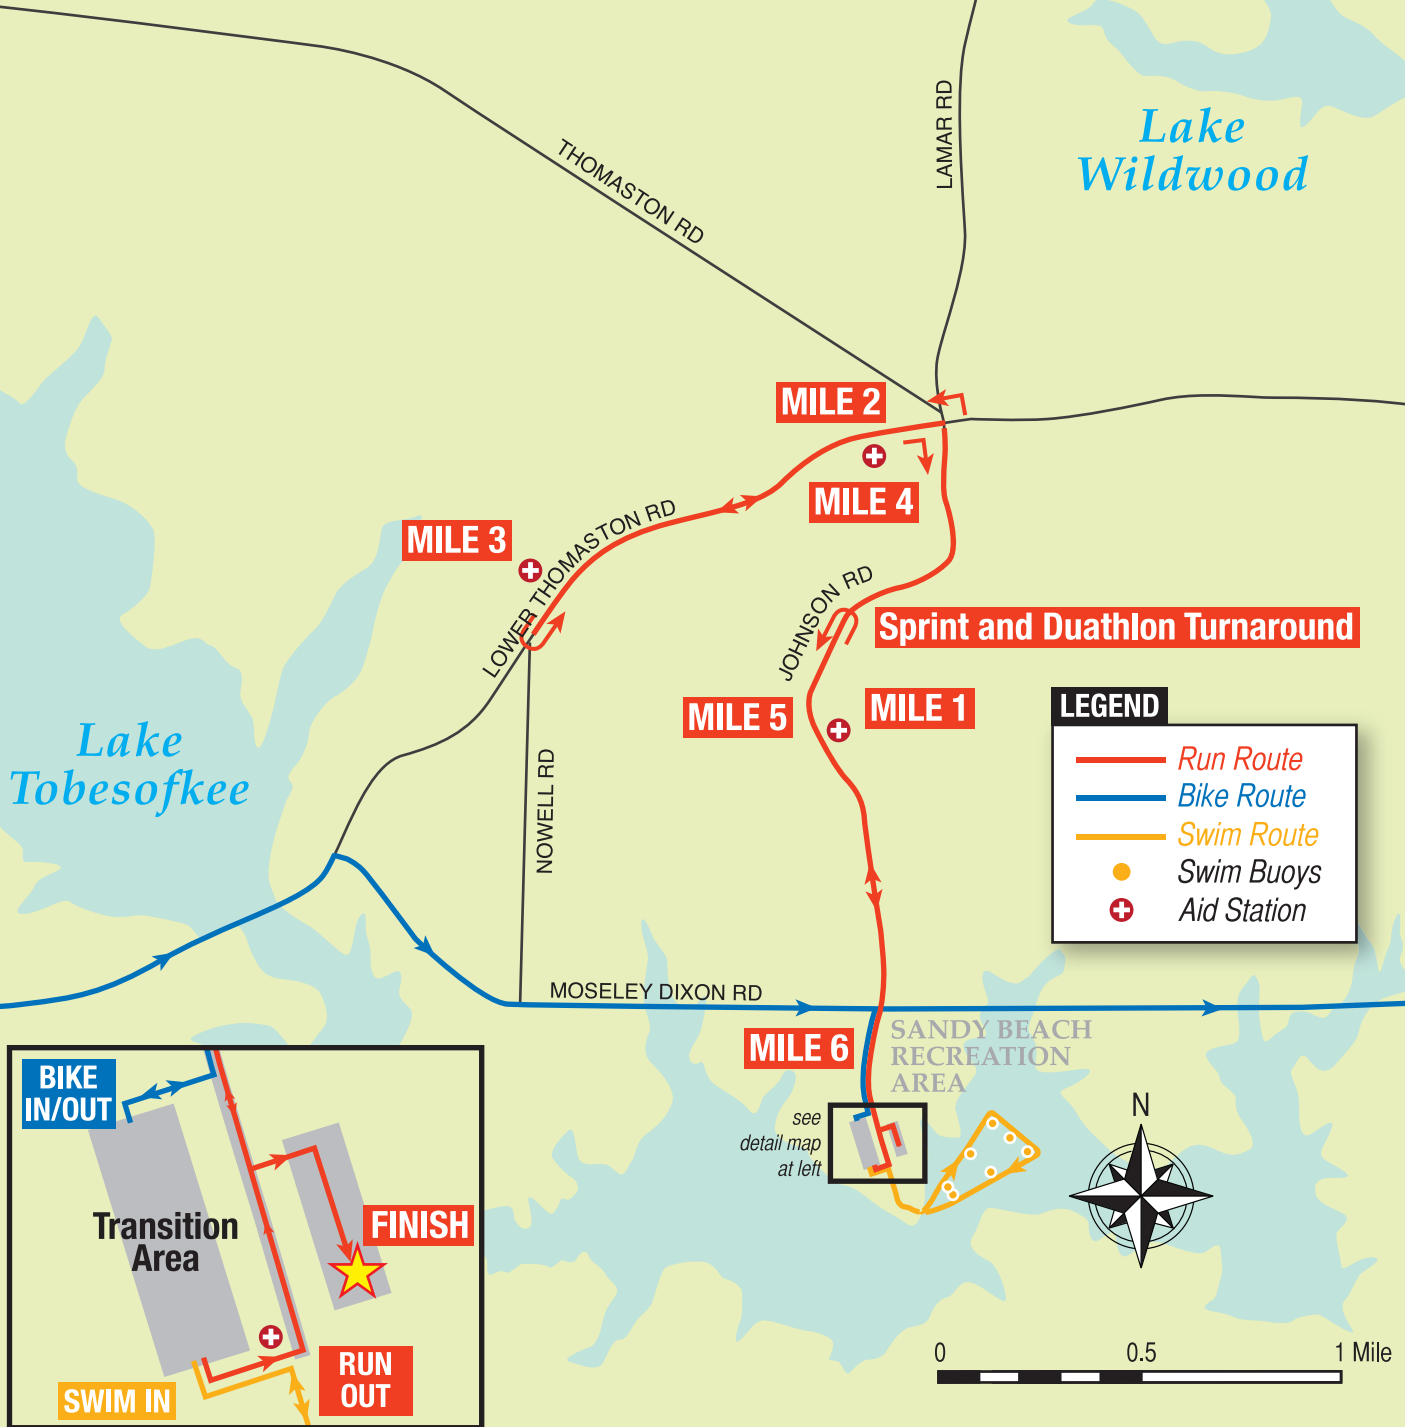 THOMASTON RD
LAMAR RD
Lake
Wildwood
MILE 2
MILE 4
MILE 3
LOWER THOMASTON RD
JOHNSON RD
Sprint and Duathlon Turnaround
MILE 5
MILE 1
LEGEND
Run Route
Bike Route
Swim Route
Swim Buoys
Aid Station
Lake
Tobesofkee
NOWELL RD
MOSELEY DIXON RD
MILE 6
SANDY BEACH
RECREATION
AREA
see
detail map
at left
N
0 0.5 1 Mile
BIKE
IN/OUT
Transition
Area
FINISH
RUN
OUT
SWIM IN